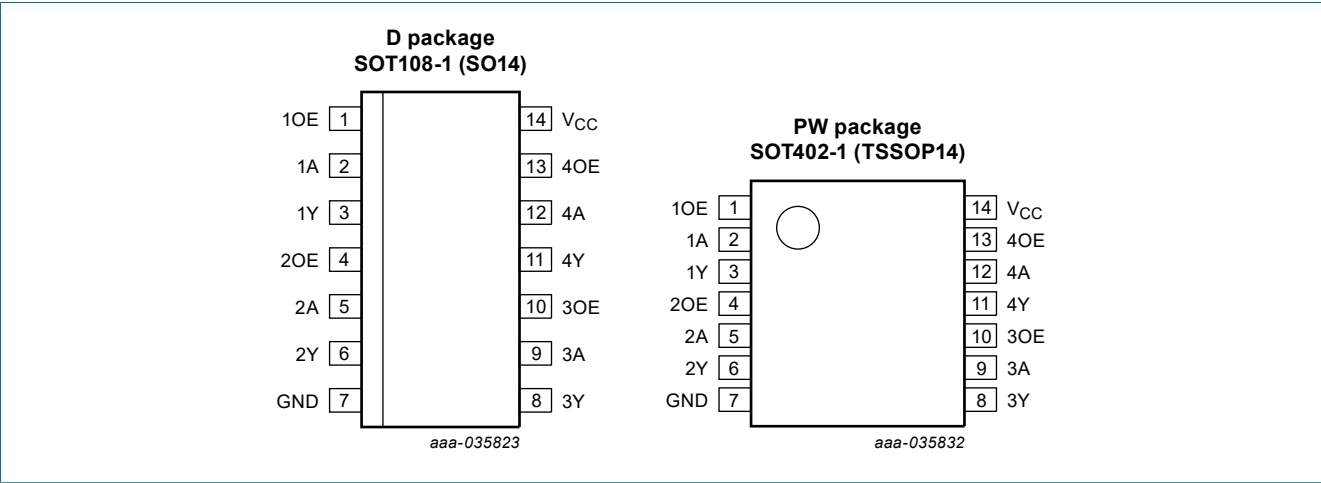 D package
SOT108-1 (SO14)
1OE 1 14 VCC
1A 2 13 4OE
1Y 3 12 4A
2OE 4 11 4Y
2A 5 10 3OE
2Y 6 9 3A
GND 7 8 3Y
aaa-035823
PW package
SOT402-1 (TSSOP14)
1OE 1 14 VCC
1A 2 13 4OE
1Y 3 12 4A
2OE 4 11 4Y
2A 5 10 3OE
2Y 6 9 3A
GND 7 8 3Y
aaa-035832